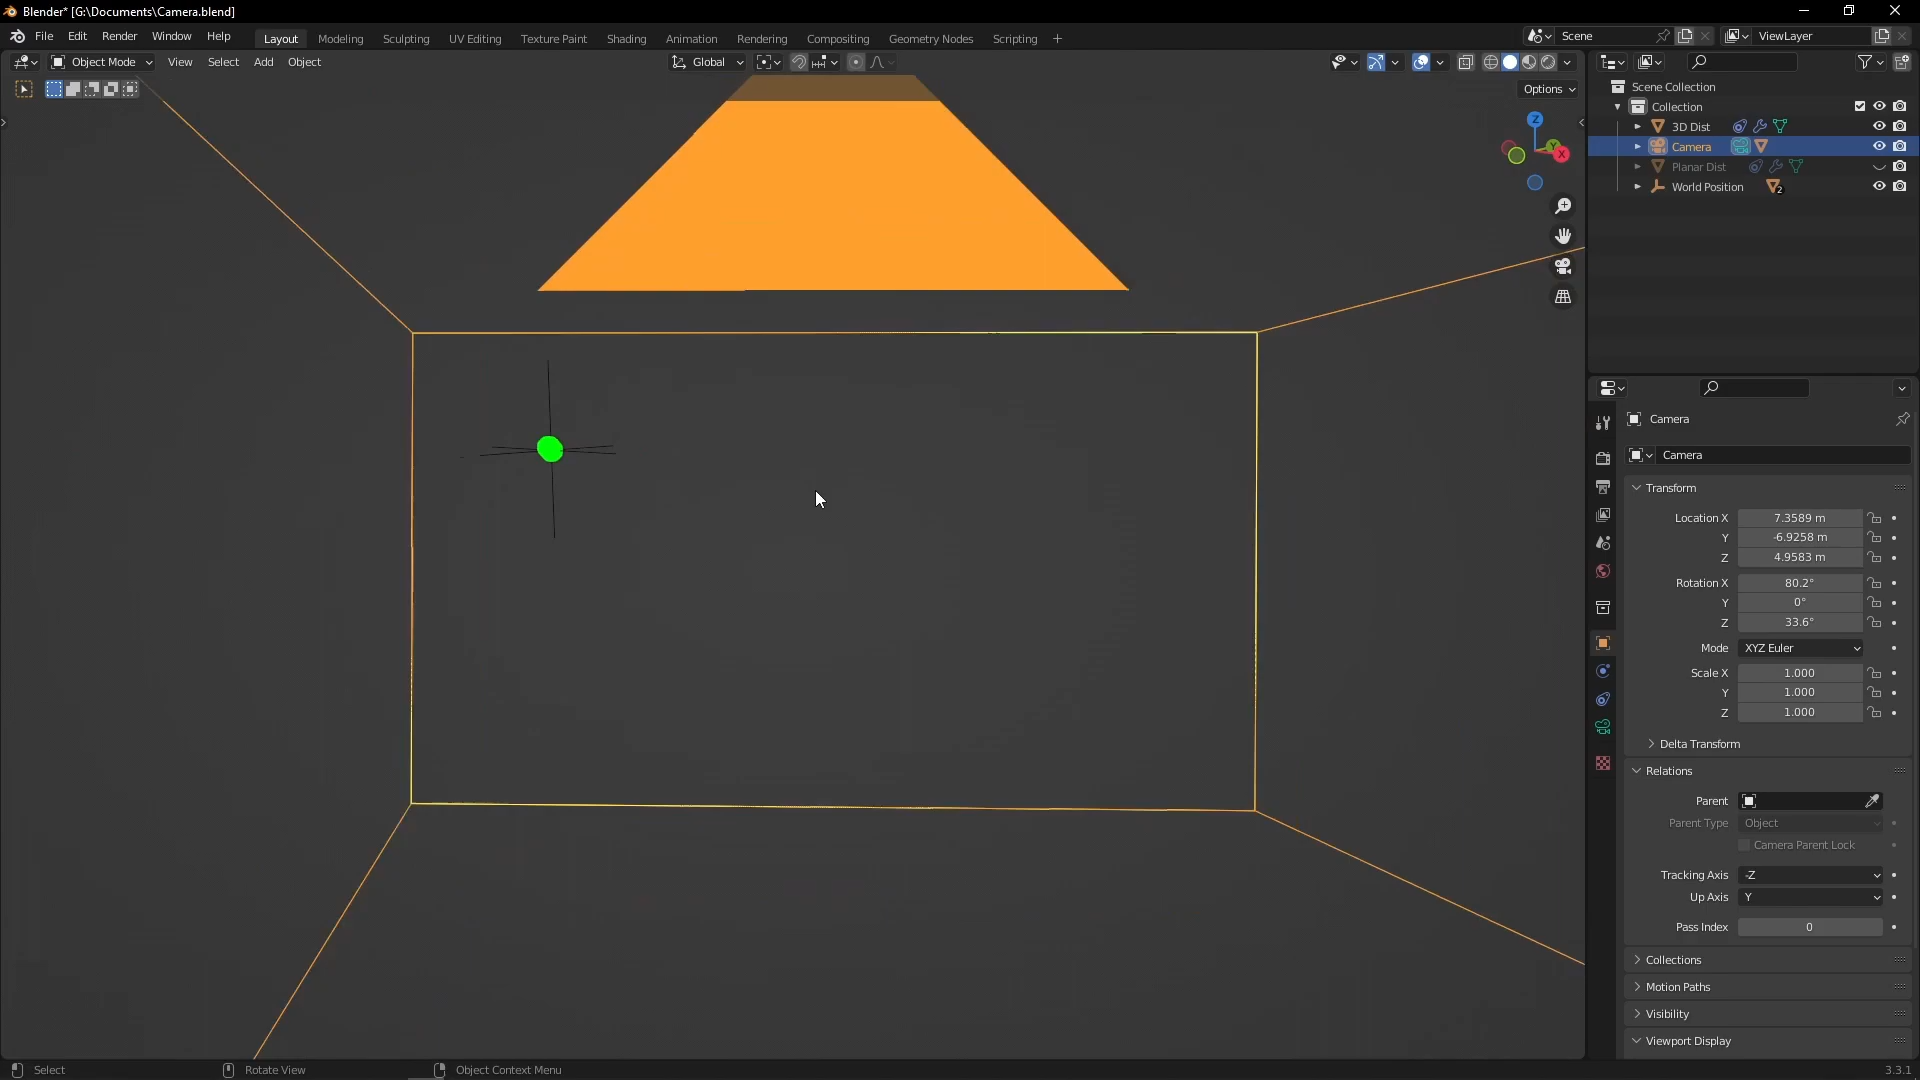 Blender* [G:\Documents\Camera.blend]
File Edit Render Window Help Layout Modeling Sculpting UV Editing Texture Paint Shading Animation Rendering Compositing Geometry Nodes Scripting + Scene ViewLayer
Object Mode View Select Add Object Global
Options
Z
Y
X
Scene Collection
Collection
3D Dist
Camera
Planar Dist
World Position
2
Camera
Camera
Transform
Location X 7.3589 m
Y -6.9258 m
Z 4.9583 m
Rotation X 80.2°
Y 0°
Z 33.6°
Mode XYZ Euler
Scale X 1.000
Y 1.000
Z 1.000
Delta Transform
Relations
Parent
Parent Type Object
Camera Parent Lock
Tracking Axis -Z
Up Axis Y
Pass Index 0
Collections
Motion Paths
Visibility
Viewport Display
Select Rotate View Object Context Menu 3.3.1